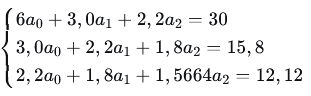 6a₀ + 3,0a₁ + 2,2a₂ = 30
3,0a₀ + 2,2a₁ + 1,8a₂ = 15,8
2,2a₀ + 1,8a₁ + 1,5664a₂ = 12,12